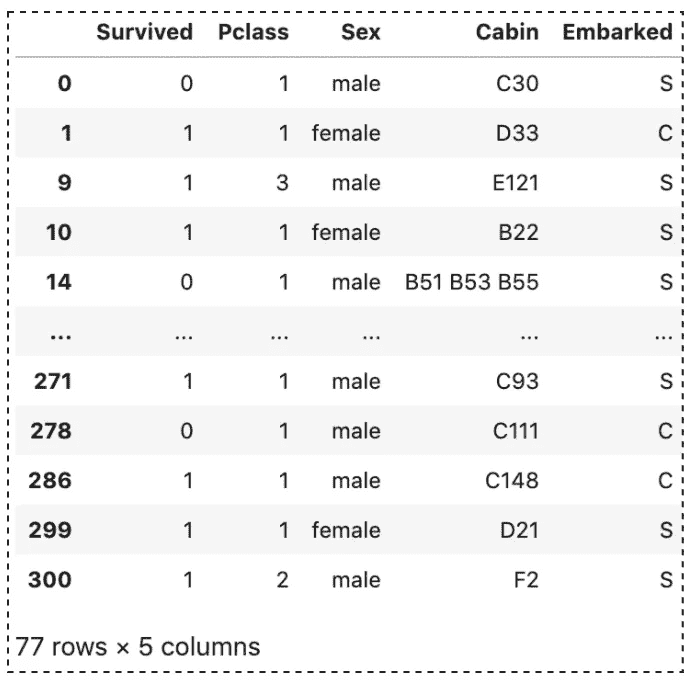 Survived Pclass Sex Cabin Embarked
0 0 1 male C30 S
1 1 1 female D33 C
9 1 3 male E121 S
10 1 1 female B22 S
14 0 1 male B51 B53 B55 S
... ... ... ... ... ...
271 1 1 male C93 S
278 0 1 male C111 C
286 1 1 male C148 C
299 1 1 female D21 S
300 1 2 male F2 S
77 rows × 5 columns